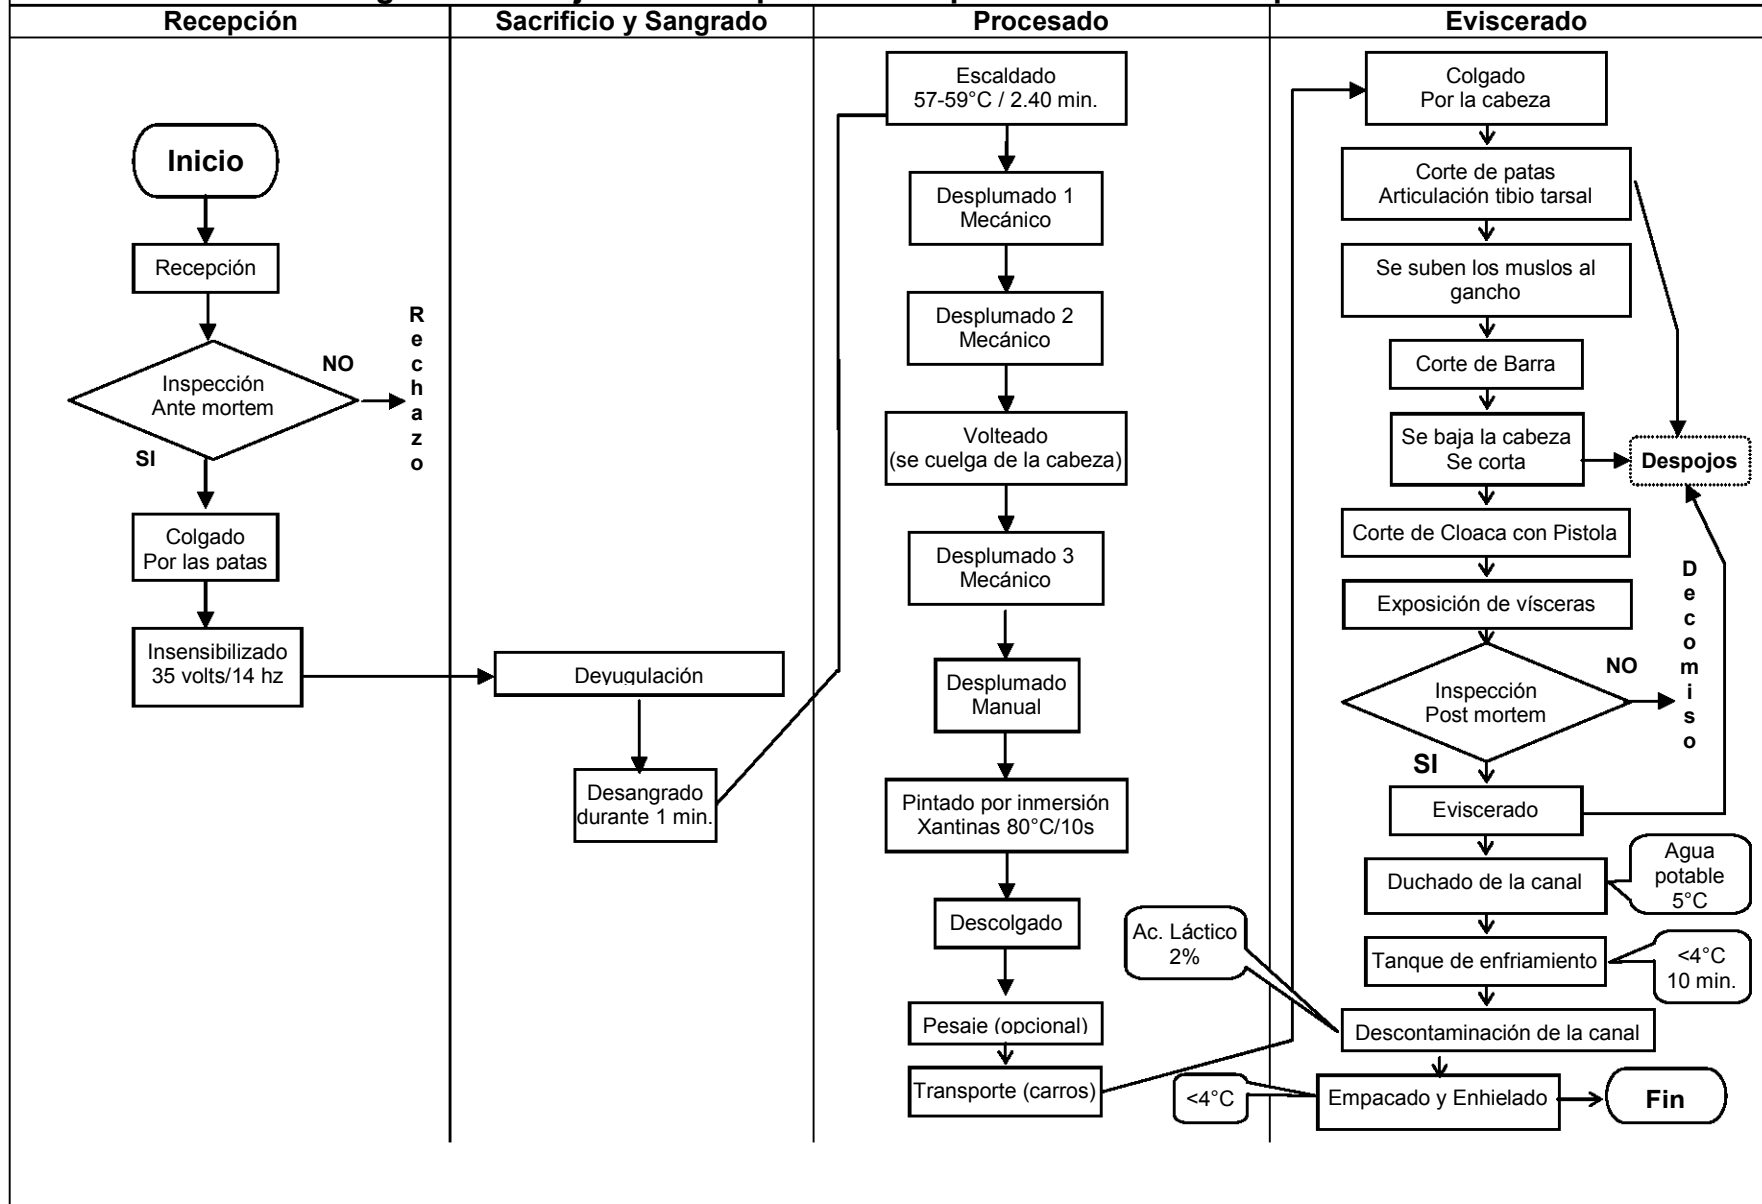 Recepción
Sacrificio y Sangrado
Procesado
Eviscerado
Inicio
Recepción
Inspección
Ante mortem
NO
SI
Rechazo
Colgado
Por las patas
Insensibilizado
35 volts/14 hz
Deyugulación
Desangrado
durante 1 min.
Escaldado
57-59°C / 2.40 min.
Desplumado 1
Mecánico
Desplumado 2
Mecánico
Volteado
(se cuelga de la cabeza)
Desplumado 3
Mecánico
Desplumado
Manual
Pintado por inmersión
Xantinas 80°C/10s
Descolgado
Pesaje (opcional)
Transporte (carros)
Colgado
Por la cabeza
Corte de patas
Articulación tibio tarsal
Se suben los muslos al
gancho
Corte de Barra
Se baja la cabeza
Se corta
Despojos
Corte de Cloaca con Pistola
Exposición de vísceras
Inspección
Post mortem
NO
SI
Decomiso
Eviscerado
Duchado de la canal
Agua
potable
5°C
Tanque de enfriamiento
<4°C
10 min.
Ac. Láctico
2%
Descontaminación de la canal
<4°C
Empacado y Enhielado
Fin